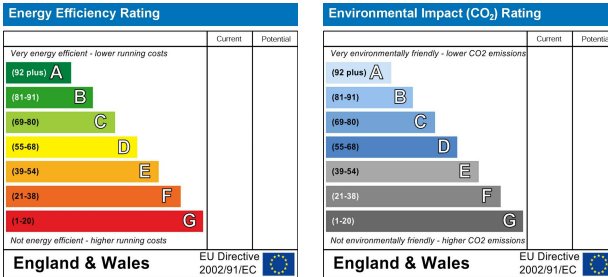 Energy Efficiency Rating
Current Potential
Very energy efficient - lower running costs
(92 plus) A
(81-91) B
(69-80) C
(55-68) D
(39-54) E
(21-38) F
(1-20) G
Not energy efficient - higher running costs
England & Wales
EU Directive
2002/91/EC
Environmental Impact (CO₂) Rating
Current Potential
Very environmentally friendly - lower CO2 emissions
(92 plus) A
(81-91) B
(69-80) C
(55-68) D
(39-54) E
(21-38) F
(1-20) G
Not environmentally friendly - higher CO2 emissions
England & Wales
EU Directive
2002/91/EC